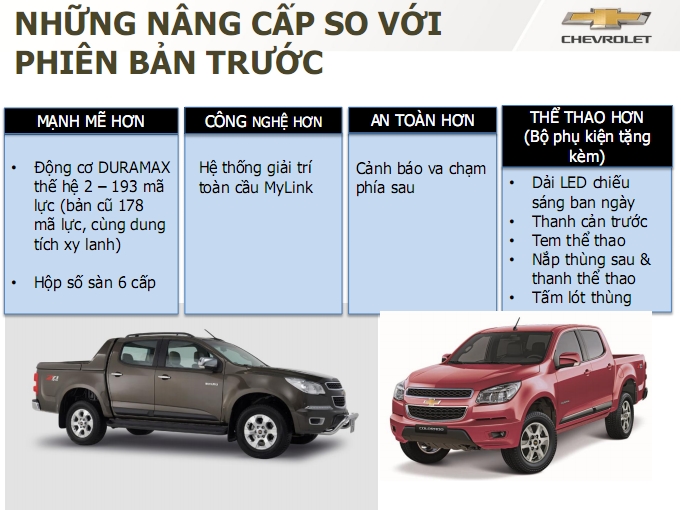 NHỮNG NÂNG CẤP SO VỚI
PHIÊN BẢN TRƯỚC
CHEVROLET
MẠNH MẼ HƠN
• Động cơ DURAMAX
thế hệ 2 – 193 mã
lực (bản cũ 178
mã lực, cùng dung
tích xy lanh)
• Hộp số sàn 6 cấp
CÔNG NGHỆ HƠN
Hệ thống giải trí
toàn cầu MyLink
AN TOÀN HƠN
Cảnh báo va chạm
phía sau
THỂ THAO HƠN
(Bộ phụ kiện tặng
kèm)
• Dải LED chiếu
sáng ban ngày
• Thanh cản trước
• Tem thể thao
• Nắp thùng sau &
thanh thể thao
• Tấm lót thùng
COLORADO